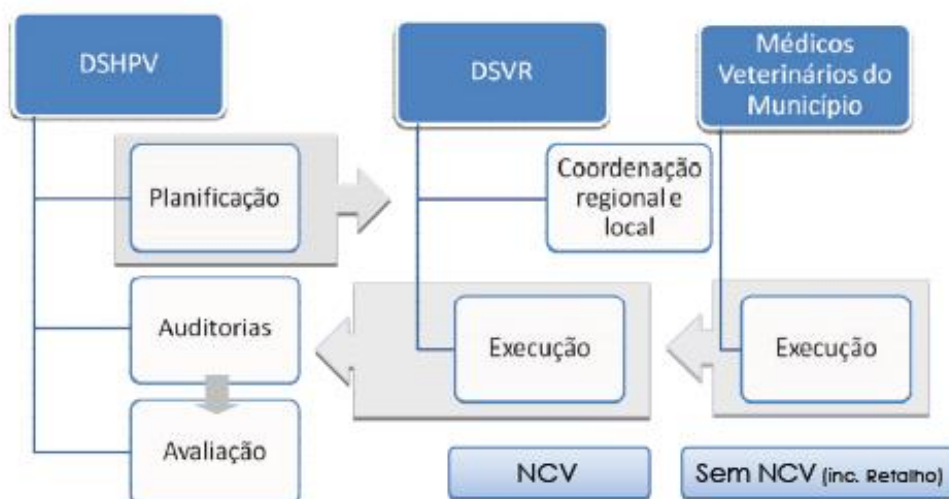 DSHPV
DSVR
Médicos
Veterinários do
Município
Planificação
Coordenação
regional e
local
Auditorias
Execução
Execução
Avaliação
NCV
Sem NCV (inc. Retalho)